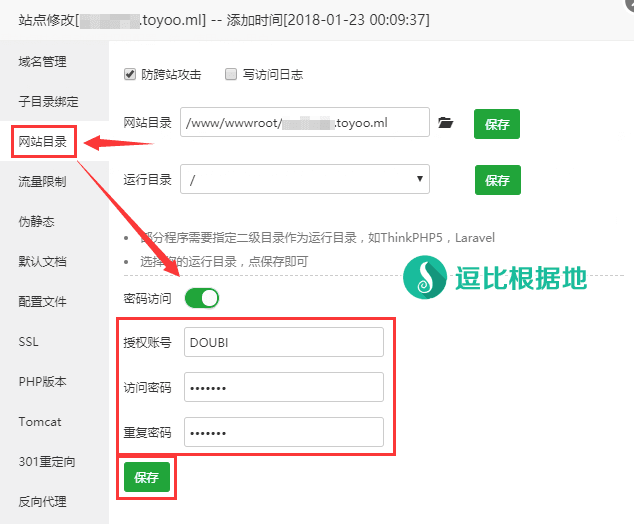 站点修改[.toyoo.ml] -- 添加时间[2018-01-23 00:09:37]
域名管理
子目录绑定
网站目录
流量限制
伪静态
默认文档
配置文件
SSL
PHP版本
Tomcat
301重定向
反向代理
防跨站攻击 写访问日志
网站目录 /www/wwwroot/.toyoo.ml 保存
运行目录 / 保存
部分程序需要指定二级目录作为运行目录，如ThinkPHP5，Laravel
选择您的运行目录，点保存即可
逗比根据地
密码访问
授权账号 DOUBI
访问密码 •••••••
重复密码 •••••••
保存